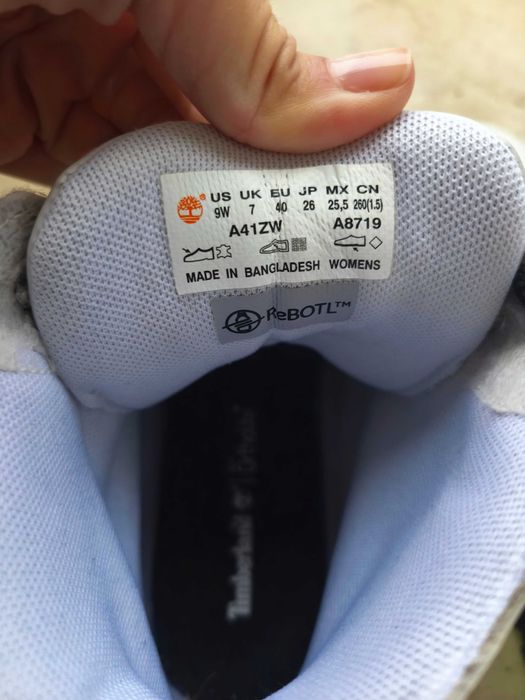 US UK EU JP MX CN
9W 7 40 26 25,5 260(1.5)
A41ZW A8719
MADE IN BANGLADESH WOMENS
ReBOTL™
Timberland